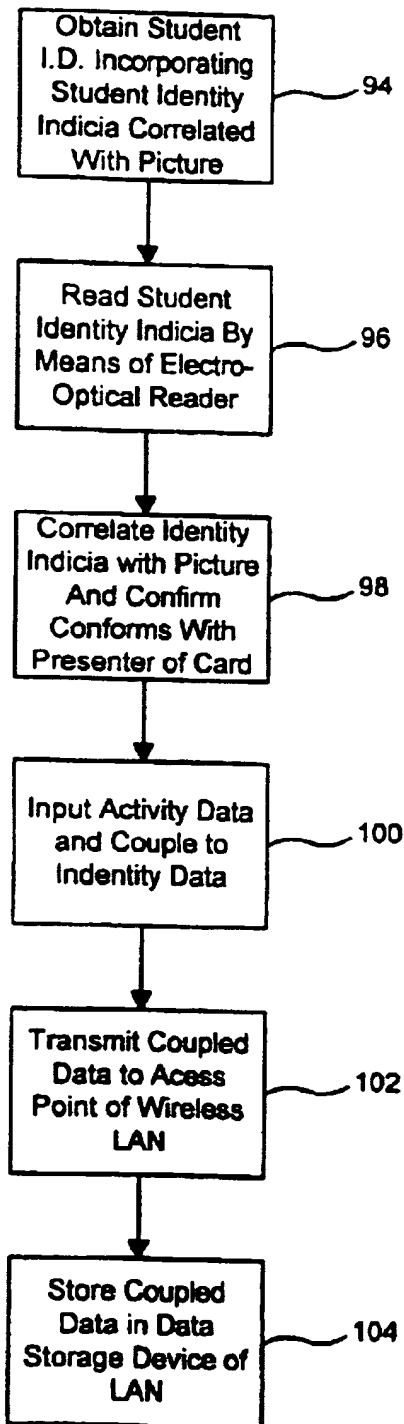 Obtain Student
I.D. Incorporating
Student Identity
Indicia Correlated
With Picture
94
Read Student
Identity Indicia By
Means of Electro-
Optical Reader
96
Correlate Identity
Indicia with Picture
And Confirm
Conforms With
Presenter of Card
98
Input Activity Data
and Couple to
Indentity Data
100
Transmit Coupled
Data to Acess
Point of Wireless
LAN
102
Store Coupled
Data in Data
Storage Device of
LAN
104